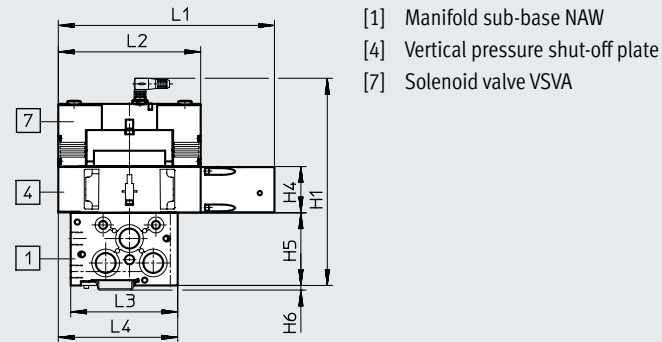 L1
L2
[1] Manifold sub-base NAW
[4] Vertical pressure shut-off plate
[7] Solenoid valve VSVA
7
4
1
H4
H1
H5
L3
H6
L4